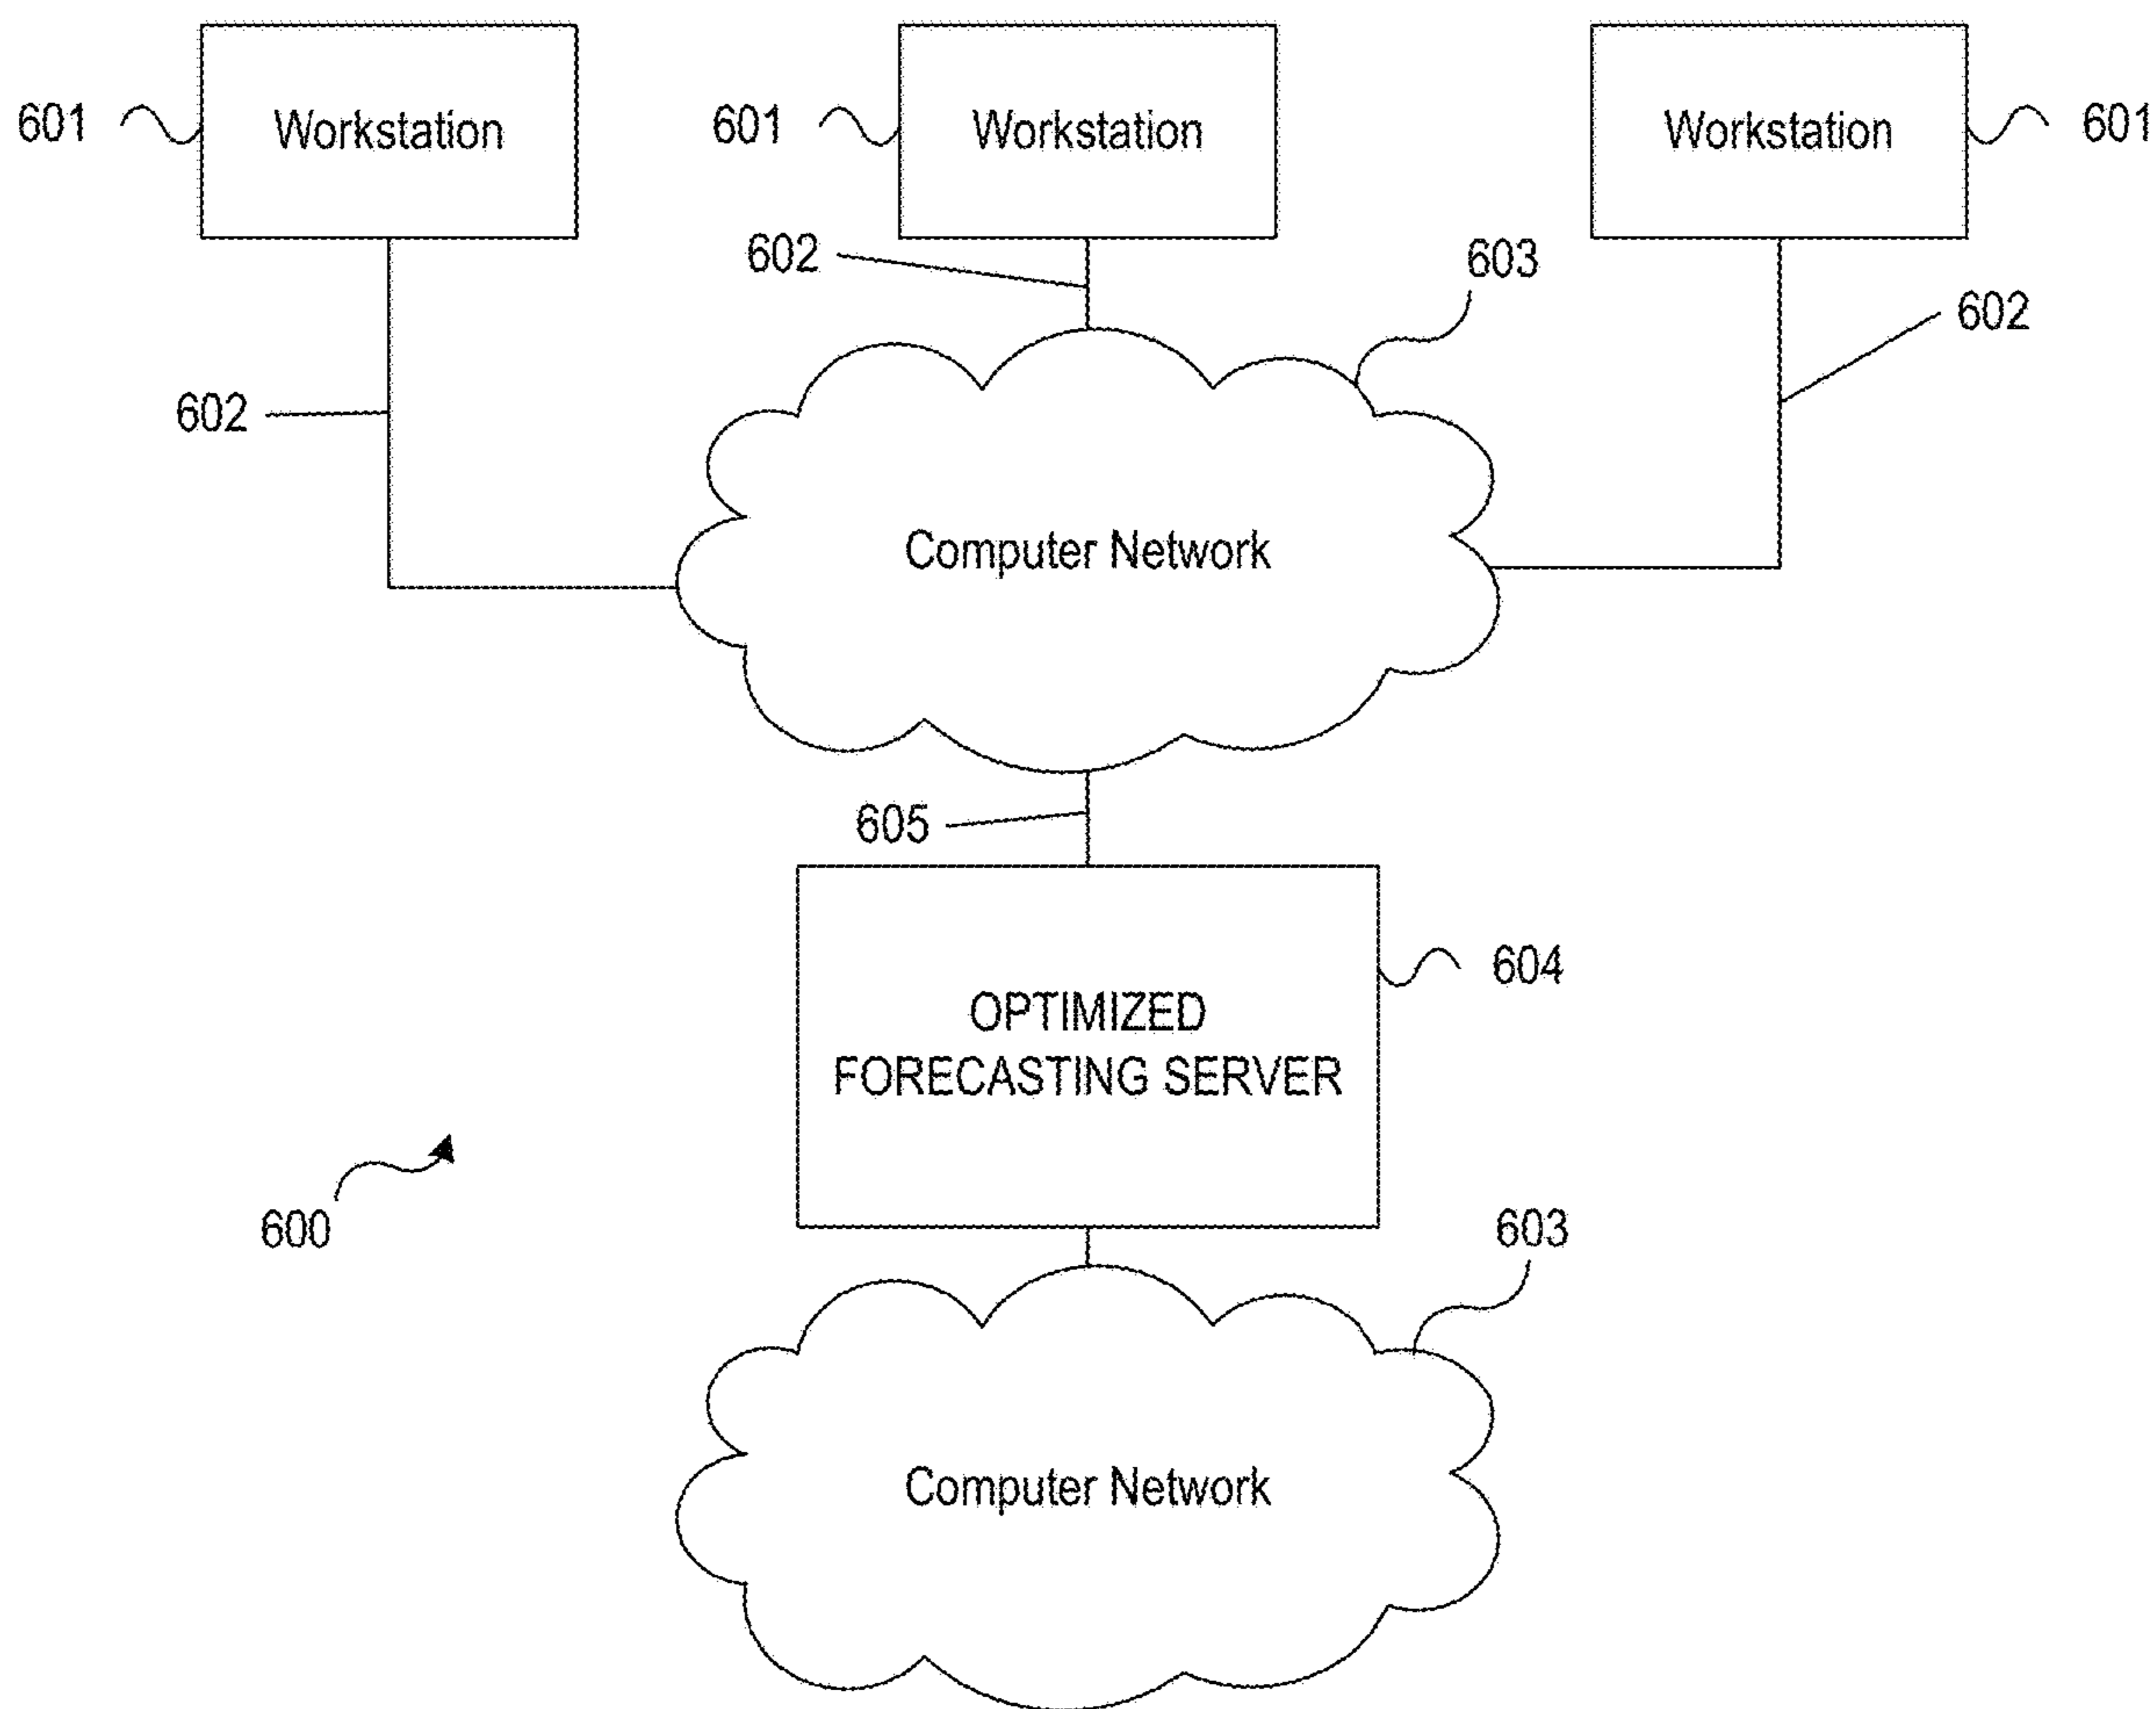 601
Workstation
601
Workstation
Workstation
601
602
603
602
602
Computer Network
605
604
OPTIMIZED
FORECASTING SERVER
600
603
Computer Network